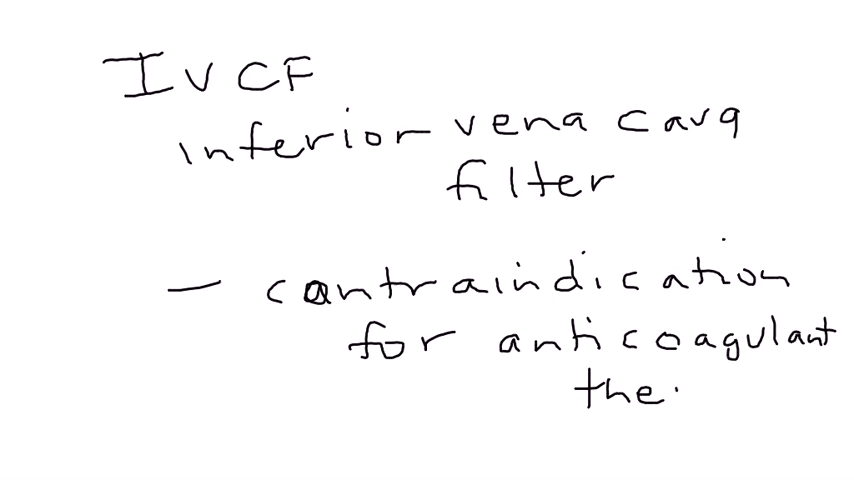 IVCF
inferior vena cava
filter
— contraindication
for anticoagulant
the.